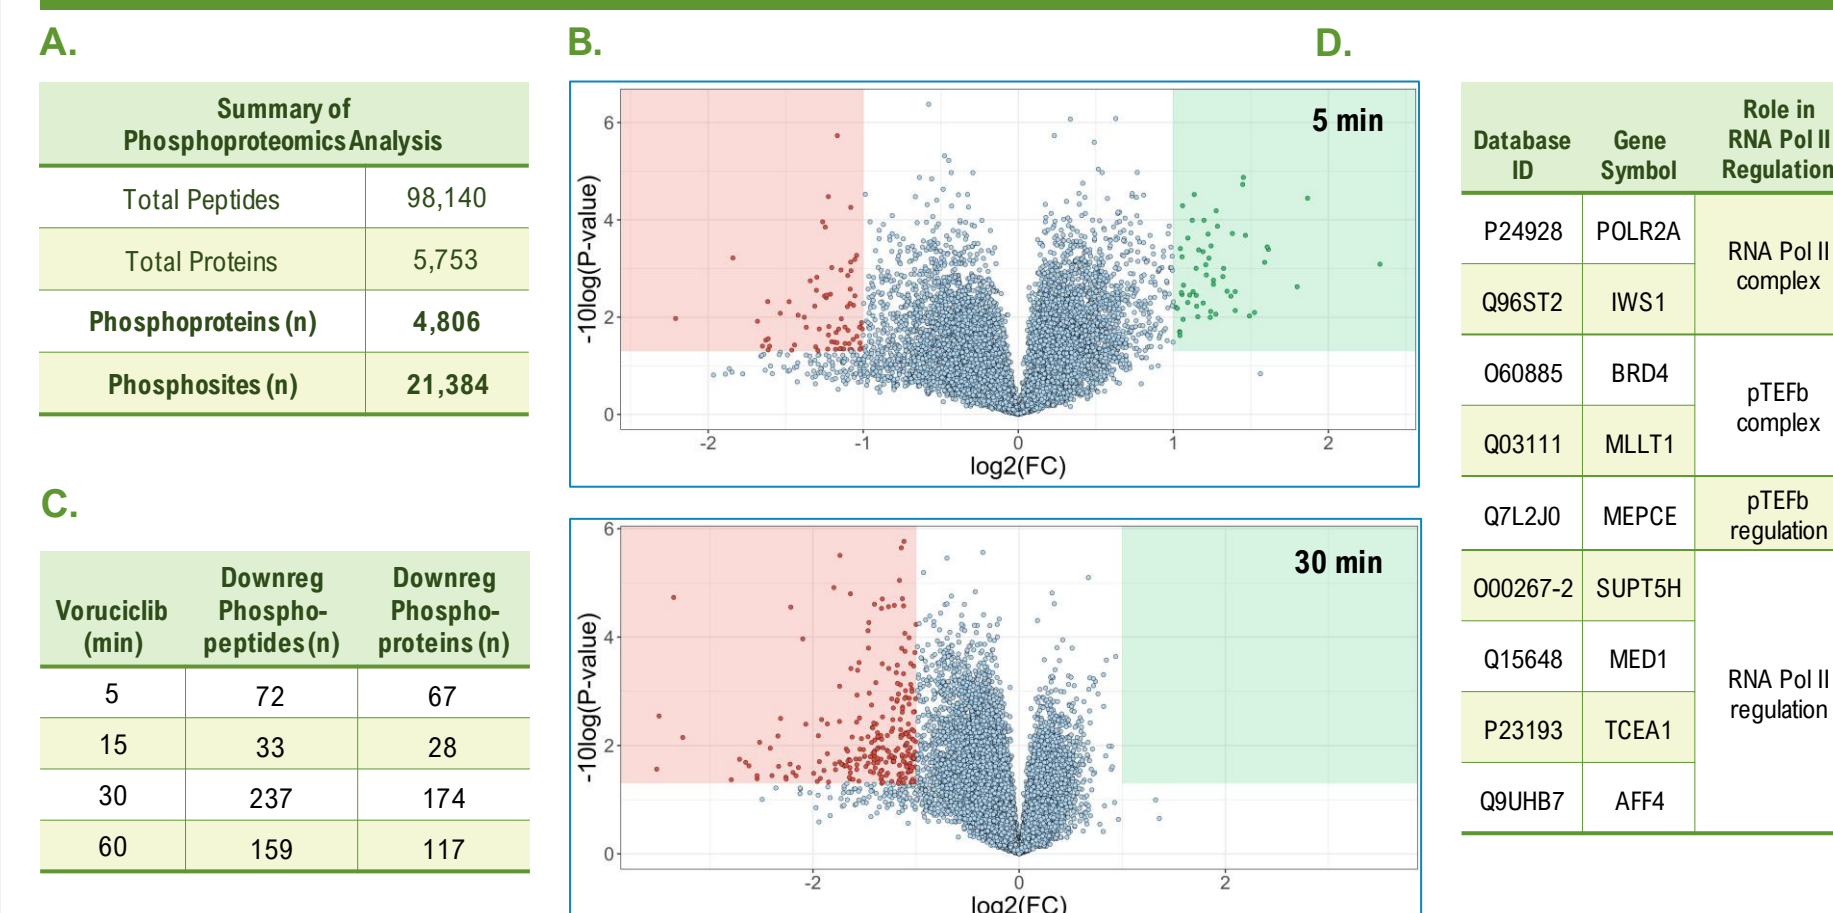 A.
Summary of
Phosphoproteomics Analysis
Total Peptides 98,140
Total Proteins 5,753
Phosphoproteins (n) 4,806
Phosphosites (n) 21,384
B.
5 min
-10log(P-value)
6
4
2
0
-2 -1 0 1 2
log2(FC)
30 min
-10log(P-value)
6
4
2
0
-2 0 2
log2(FC)
C.
Voruciclib
(min)
Downreg
Phospho-
peptides (n)
Downreg
Phospho-
proteins (n)
5 72 67
15 33 28
30 237 174
60 159 117
D.
Database
ID
Gene
Symbol
Role in
RNA Pol II
Regulation
P24928 POLR2A
Q96ST2 IWS1
RNA Pol II
complex
O60885 BRD4
Q03111 MLLT1
pTEFb
complex
Q7L2J0 MEPCE
pTEFb
regulation
O00267-2 SUPT5H
Q15648 MED1
P23193 TCEA1
Q9UHB7 AFF4
RNA Pol II
regulation